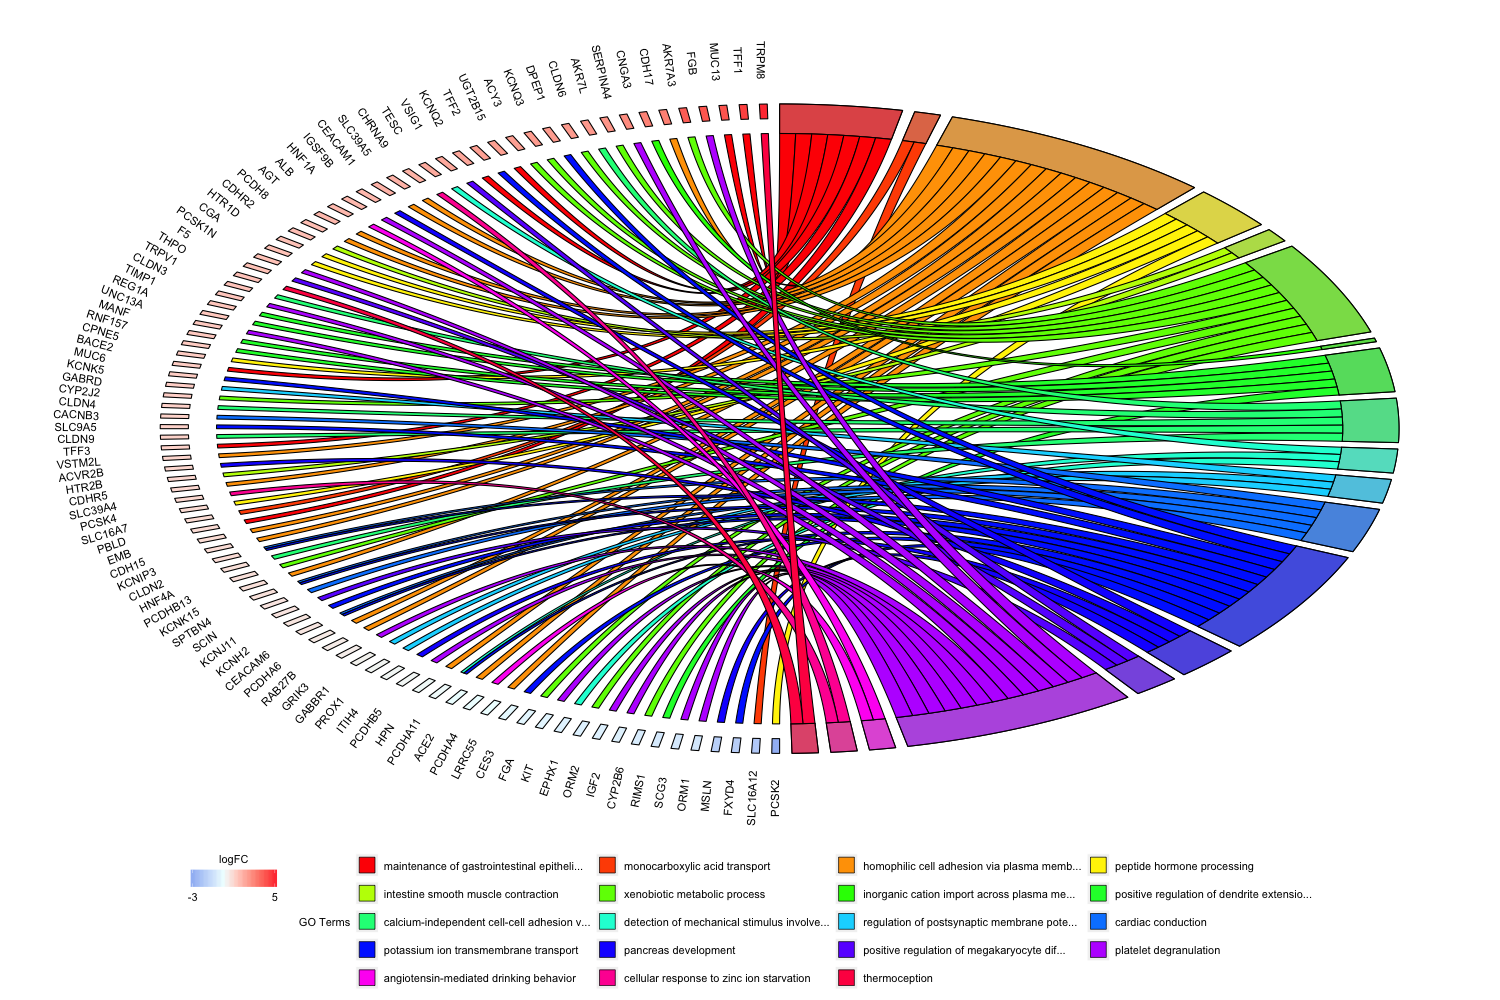 TRPM8
TFF1
MUC13
FGB
AKR7A3
CDH17
CNGA3
SERPINA4
AKR7L
CLDN6
DPEP1
KCNQ3
ACY3
UGT2B15
TFF2
KCNQ2
VSIG1
TESC
CHRNA9
SLC39A5
CEACAM1
IGSF9B
HNF1A
ALB
AGT
PCDH8
CDHR2
HTR1D
CGA
PCSK1N
F5
THPO
TRPV1
CLDN3
TIMP1
REG1A
UNC13A
MANF
RNF157
CPNE5
BACE2
MUC6
KCNK5
GABRD
CYP2J2
CLDN4
CACNB3
SLC9A5
CLDN9
TFF3
VSTM2L
ACVR2B
HTR2B
CDHR5
SLC39A4
PCSK4
SLC16A7
PBLD
EMB
CDH15
KCNIP3
CLDN2
HNF4A
PCDHB13
KCNK15
SPTBN4
SCIN
KCNJ11
KCNH2
CEACAM6
PCDHA6
RAB27B
GRIK3
GABBR1
PROX1
ITIH4
PCDHB5
HPN
PCDHA11
ACE2
PCDHA4
LRRC55
CES3
FGA
KIT
EPHX1
ORM2
IGF2
CYP2B6
RIMS1
SCG3
ORM1
MSLN
FXYD4
SLC16A12
PCSK2
logFC
-3 5
GO Terms
maintenance of gastrointestinal epitheli... monocarboxylic acid transport homophilic cell adhesion via plasma memb... peptide hormone processing
intestine smooth muscle contraction xenobiotic metabolic process inorganic cation import across plasma me... positive regulation of dendrite extensio...
calcium-independent cell-cell adhesion v... detection of mechanical stimulus involve... regulation of postsynaptic membrane pote... cardiac conduction
potassium ion transmembrane transport pancreas development positive regulation of megakaryocyte dif... platelet degranulation
angiotensin-mediated drinking behavior cellular response to zinc ion starvation thermoception